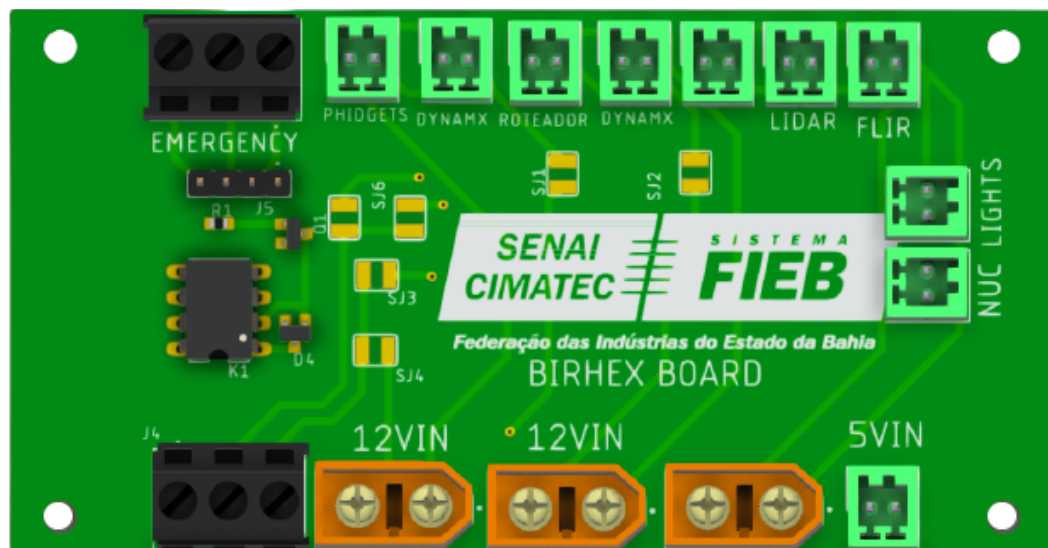 PHIDGETS
DYNAMX
ROTEADOR
DYNAMX
LIDAR
FLIR
EMERGENCY
R1
J5
Q1
SJ6
SJ1
SJ2
SENAI
CIMATEC
SISTEMA
FIEB
NUC LIGHTS
SJ3
Federação das Indústrias do Estado da Bahia
BIRHEX BOARD
K1
D4
SJ4
J4
12VIN
12VIN
5VIN